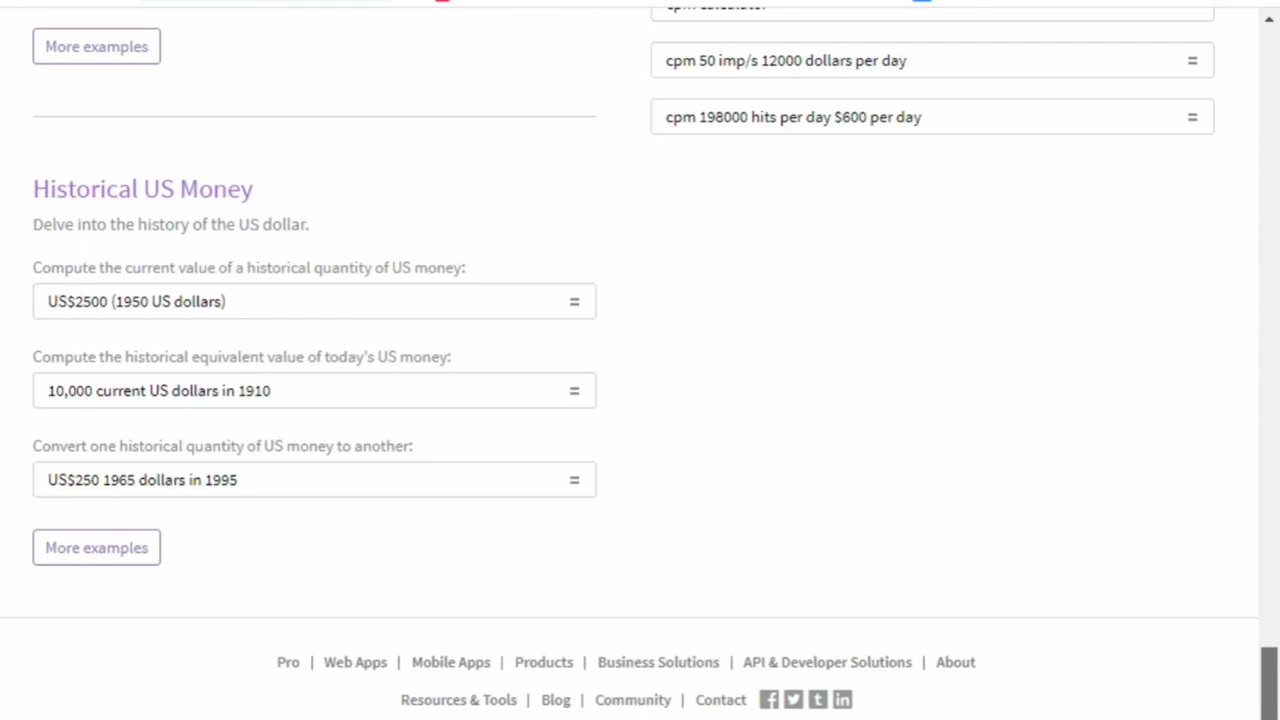 More examples
cpm 50 imp/s 12000 dollars per day =
cpm 198000 hits per day $600 per day =
Historical US Money
Delve into the history of the US dollar.
Compute the current value of a historical quantity of US money:
US$2500 (1950 US dollars) =
Compute the historical equivalent value of today's US money:
10,000 current US dollars in 1910 =
Convert one historical quantity of US money to another:
US$250 1965 dollars in 1995 =
More examples
Pro | Web Apps | Mobile Apps | Products | Business Solutions | API & Developer Solutions | About
Resources & Tools | Blog | Community | Contact